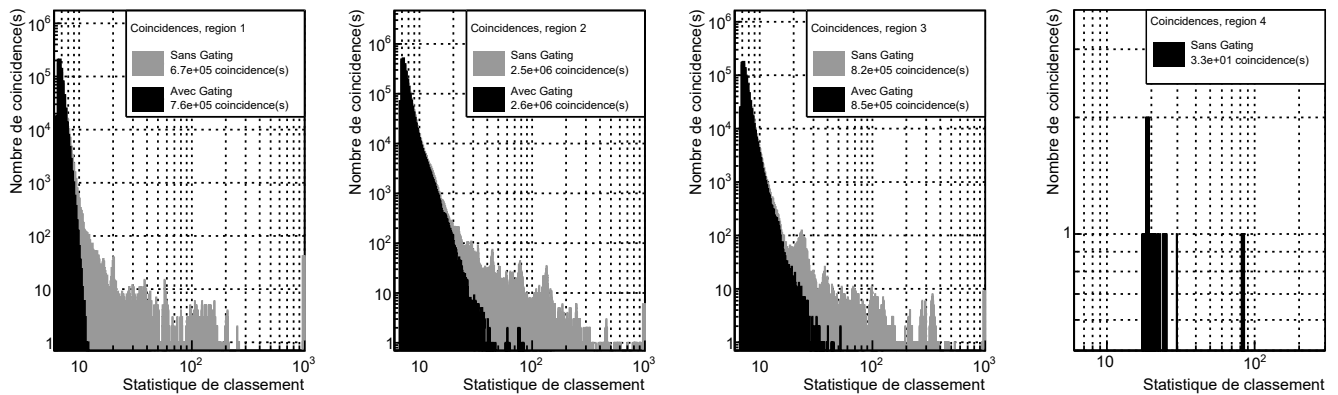 Coincidences, region 1
Sans Gating
6.7e+05 coincidence(s)
Avec Gating
7.6e+05 coincidence(s)
Nombre de coincidence(s)
10^6
10^5
10^4
10^3
10^2
10
1
10
10^2
10^3
Statistique de classement
Coincidences, region 2
Sans Gating
2.5e+06 coincidence(s)
Avec Gating
2.6e+06 coincidence(s)
Nombre de coincidence(s)
10^6
10^5
10^4
10^3
10^2
10
1
10
10^2
10^3
Statistique de classement
Coincidences, region 3
Sans Gating
8.2e+05 coincidence(s)
Avec Gating
8.5e+05 coincidence(s)
Nombre de coincidence(s)
10^6
10^5
10^4
10^3
10^2
10
1
10
10^2
10^3
Statistique de classement
Coincidences, region 4
Sans Gating
3.3e+01 coincidence(s)
Nombre de coincidence(s)
1
10
10^2
Statistique de classement